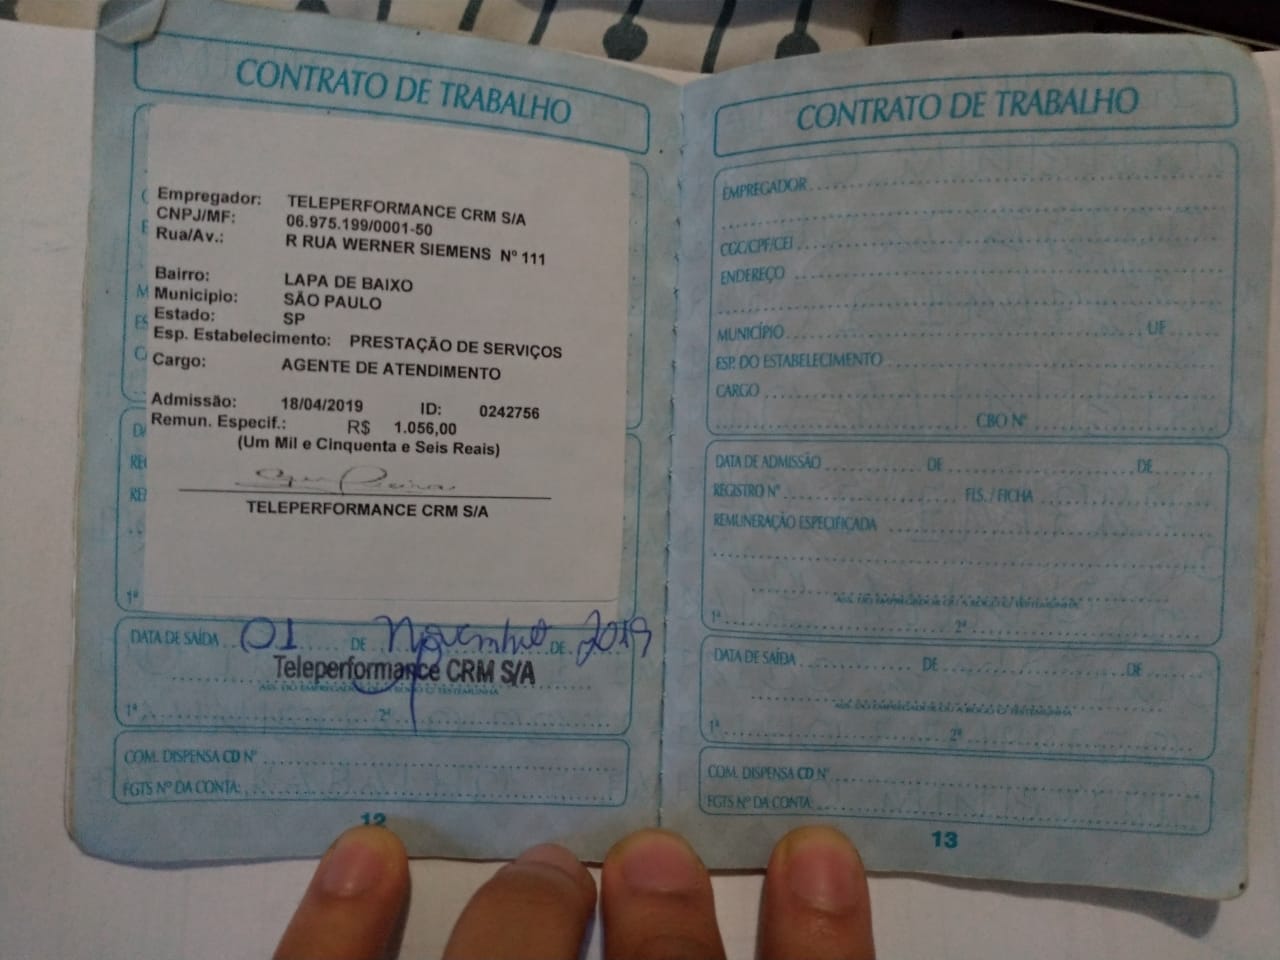 CONTRATO DE TRABALHO
Empregador: TELEPERFORMANCE CRM S/A
CNPJ/MF: 06.975.199/0001-50
Rua/Av.: R RUA WERNER SIEMENS Nº 111
Bairro: LAPA DE BAIXO
Municipio: SÃO PAULO
Estado: SP
Esp. Estabelecimento: PRESTAÇÃO DE SERVIÇOS
Cargo: AGENTE DE ATENDIMENTO
Admissão: 18/04/2019 ID: 0242756
Remun. Especif.: R$ 1.056,00
(Um Mil e Cinquenta e Seis Reais)
TELEPERFORMANCE CRM S/A
1ª
DATA DE SAÍDA 01 DE Novembro DE 2019
Teleperformance CRM S/A
ASS. DO EMPREGADOR OU A ROGO C/ TESTEMUNHA
1ª 2ª
COM. DISPENSA CD Nº
FGTS Nº DA CONTA:
12
CONTRATO DE TRABALHO
EMPREGADOR
CGC/CPF/CEI
ENDEREÇO
MUNICÍPIO UF
ESP. DO ESTABELECIMENTO
CARGO
CBO Nº
DATA DE ADMISSÃO DE DE
REGISTRO Nº FLS. / FICHA
REMUNERAÇÃO ESPECIFICADA
ASS. DO EMPREGADOR OU A ROGO C/ TESTEMUNHA
1ª 2ª
DATA DE SAÍDA DE DE
ASS. DO EMPREGADOR OU A ROGO C/ TESTEMUNHA
1ª 2ª
COM. DISPENSA CD Nº
FGTS Nº DA CONTA:
13